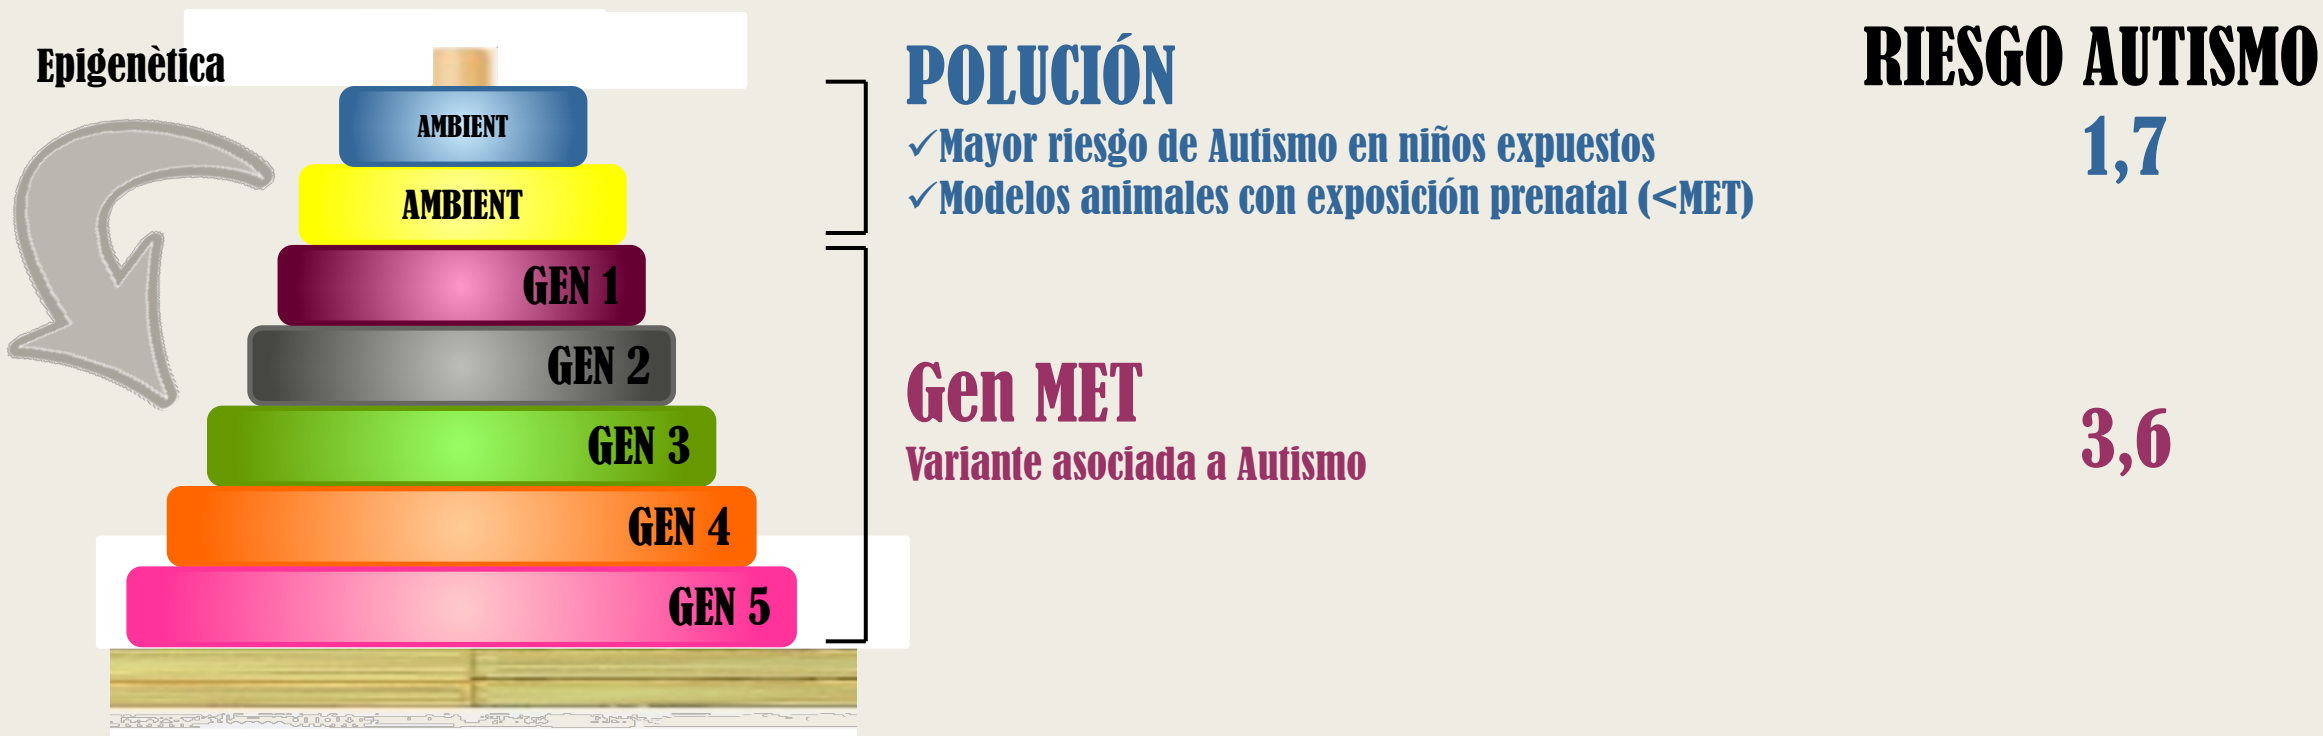 Epigenètica
AMBIENT
AMBIENT
GEN 1
GEN 2
GEN 3
GEN 4
GEN 5
POLUCIÓN
✓Mayor riesgo de Autismo en niños expuestos
✓Modelos animales con exposición prenatal (<MET)
Gen MET
Variante asociada a Autismo
RIESGO AUTISMO
1,7
3,6